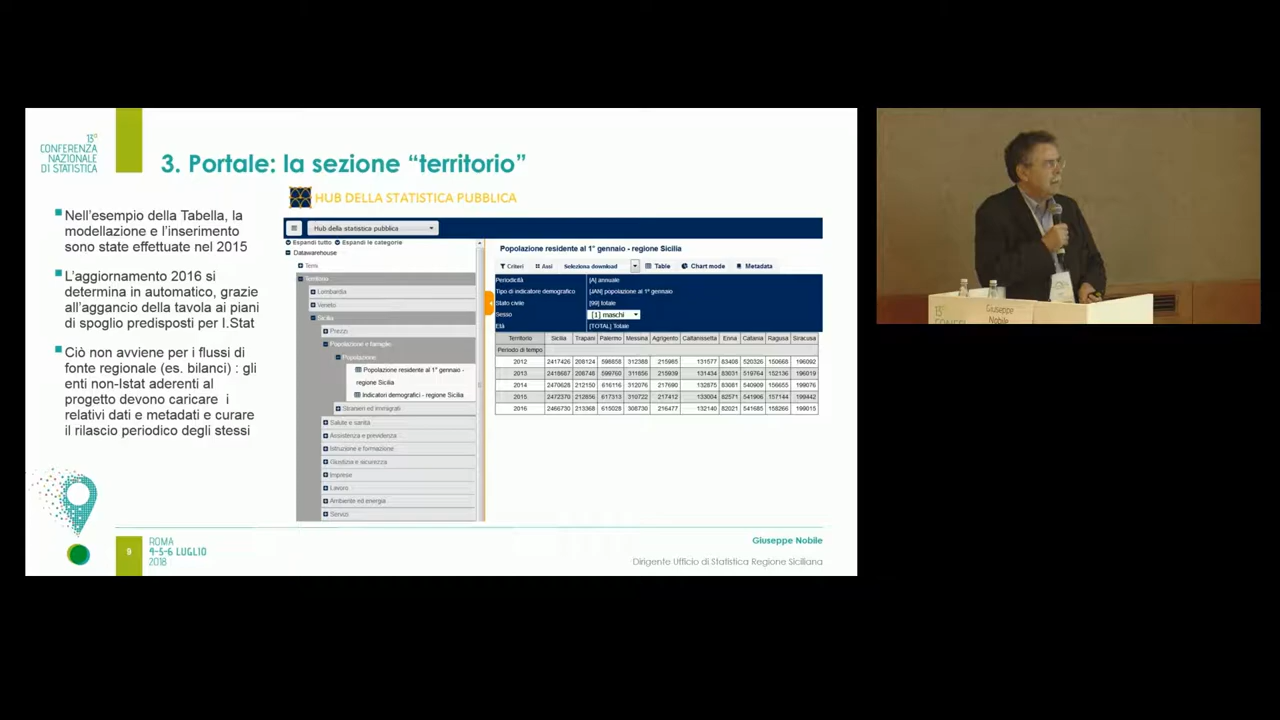 13°
CONFERENZA
NAZIONALE
DI STATISTICA
3. Portale: la sezione “territorio”
HUB DELLA STATISTICA PUBBLICA
Nell'esempio della Tabella, la
modellazione e l'inserimento
sono state effettuate nel 2015
L'aggiornamento 2016 si
determina in automatico, grazie
all'aggancio della tavola ai piani
di spoglio predisposti per I.Stat
Ciò non avviene per i flussi di
fonte regionale (es. bilanci) : gli
enti non-Istat aderenti al
progetto devono caricare i
relativi dati e metadati e curare
il rilascio periodico degli stessi
Hub della statistica pubblica
Espandi tutto Espandi le categorie
Datawarehouse
Temi
Territorio
Lombardia
Veneto
Sicilia
Prezzi
Popolazione e famiglie
Popolazione
Popolazione residente al 1° gennaio -
regione Sicilia
Indicatori demografici - regione Sicilia
Stranieri ed immigrati
Salute e sanità
Assistenza e previdenza
Istruzione e formazione
Giustizia e sicurezza
Imprese
Lavoro
Ambiente ed energia
Servizi
Popolazione residente al 1° gennaio - regione Sicilia
Criteri Assi Seleziona download Table Chart mode Metadata
Periodicità [A] annuale
Tipo di indicatore demografico [JAN] popolazione al 1º gennaio
Stato civile [99] totale
Sesso [1] maschi
Età [TOTAL] Totale
Territorio Sicilia Trapani Palermo Messina Agrigento Caltanissetta Enna Catania Ragusa Siracusa
Periodo di tempo
2012 2417426 208124 598858 312388 215985 131577 83408 520326 150668 196092
2013 2418667 208748 599760 311856 215939 131434 83031 519764 152136 196019
2014 2470628 212150 616116 312076 217690 132875 83081 540909 156655 199076
2015 2472370 212856 617313 310722 217412 133004 82571 541906 157144 199442
2016 2466730 213368 615028 308730 216477 132140 82021 541685 158266 199015
9
ROMA
4-5-6 LUGLIO
2018
Giuseppe Nobile
Dirigente Ufficio di Statistica Regione Siciliana
13°
Giuseppe
Nobile